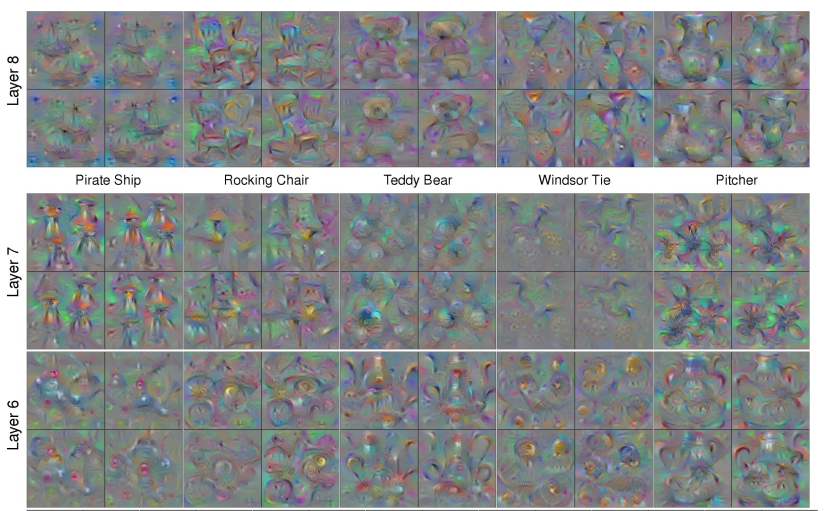 Layer 8
Pirate Ship
Rocking Chair
Teddy Bear
Windsor Tie
Pitcher
Layer 7
Layer 6